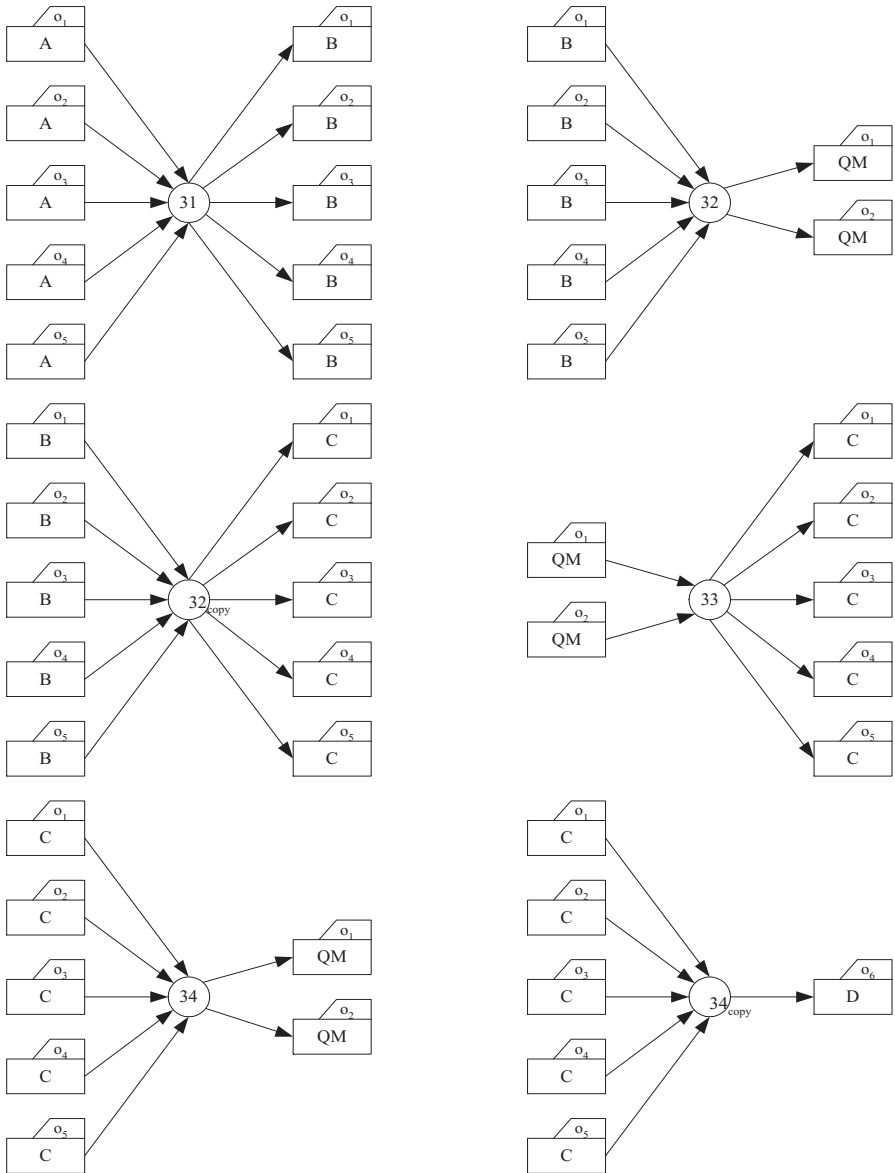 o1 o1
A B
o2 o2
A B
o3 o3
A 31 B
o4 o4
A B
o5 o5
A B
o1
B
o2
B o1
QM
o3
B 32
o2
QM
o4
B
o5
B
o1 o1
B C
o2 o2
B C
o3 o3
B 32copy C
o4 o4
B C
o5 o5
B C
o1
C
o2
C
o1
QM
o3
33 C
o2
QM
o4
C
o5
C
o1
C
o2
C o1
QM
o3
C 34
o2
QM
o4
C
o5
C
o1
C
o2
C
o3 o6
C 34copy D
o4
C
o5
C